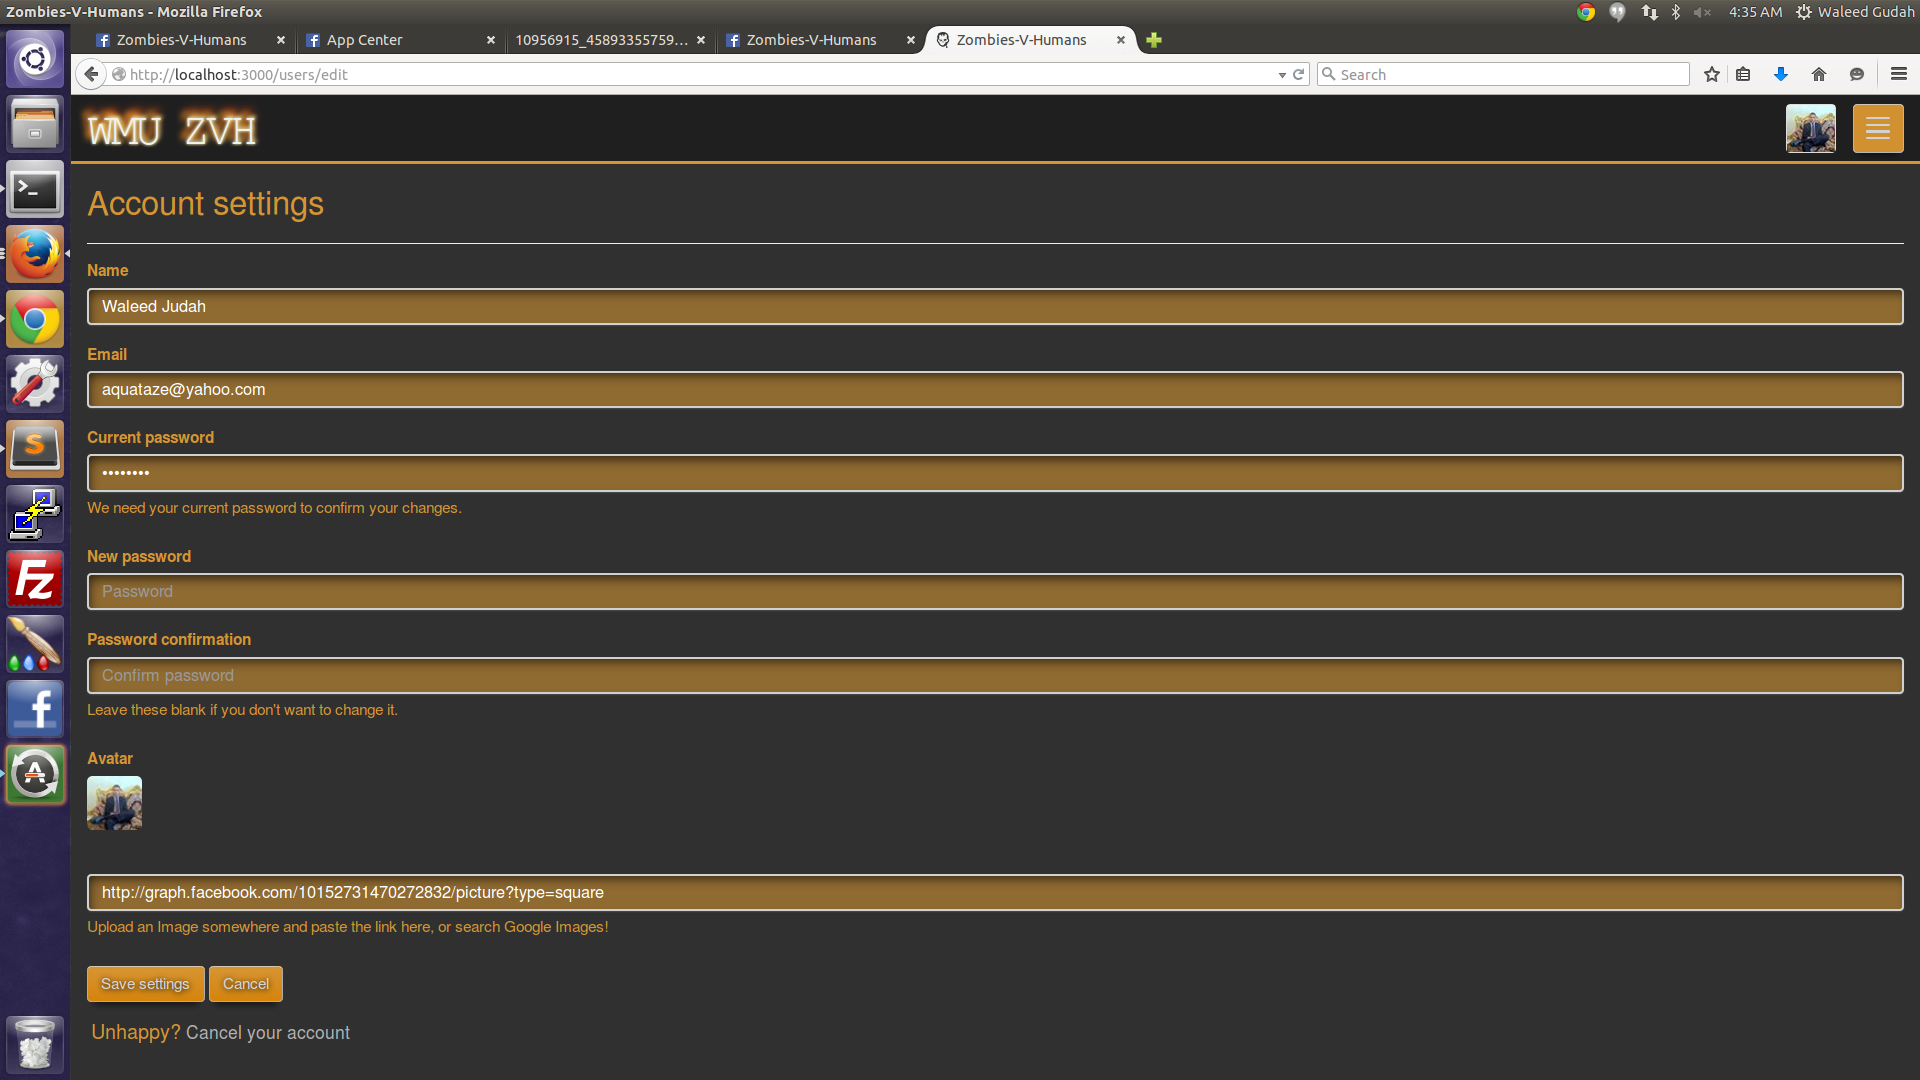 Zombies-V-Humans - Mozilla Firefox
4:35 AM Waleed Gudah
Zombies-V-Humans
App Center
10956915_45893355759...
Zombies-V-Humans
Zombies-V-Humans
http://localhost:3000/users/edit
Search
WMU ZVH
Account settings
Name
Waleed Judah
Email
aquataze@yahoo.com
Current password
••••••••
We need your current password to confirm your changes.
New password
Password
Password confirmation
Confirm password
Leave these blank if you don't want to change it.
Avatar
http://graph.facebook.com/10152731470272832/picture?type=square
Upload an Image somewhere and paste the link here, or search Google Images!
Save settings
Cancel
Unhappy? Cancel your account